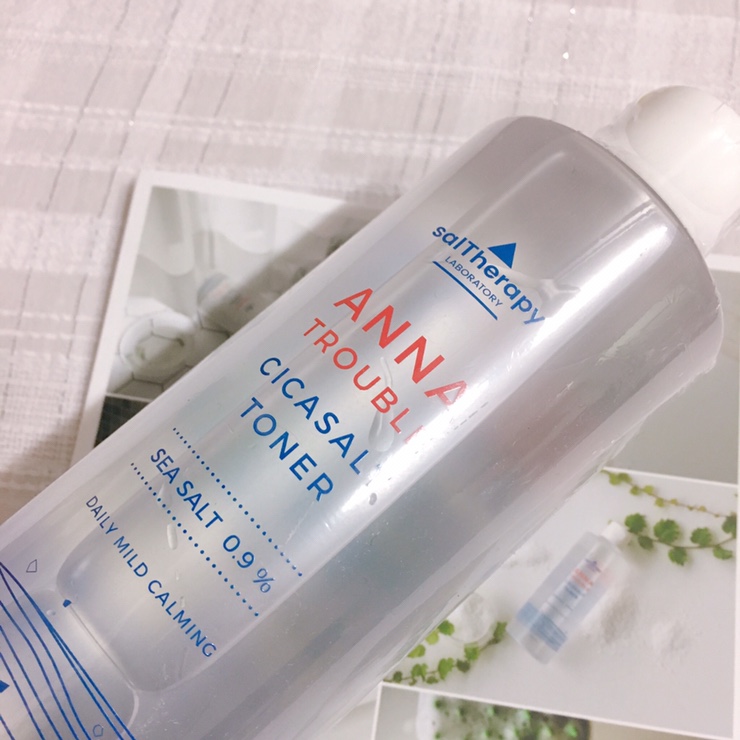 salTherapy
LABORATORY
ANNA
TROUBL
CICASAL
TONER
SEA SALT 0.9 %
DAILY MILD CALMING